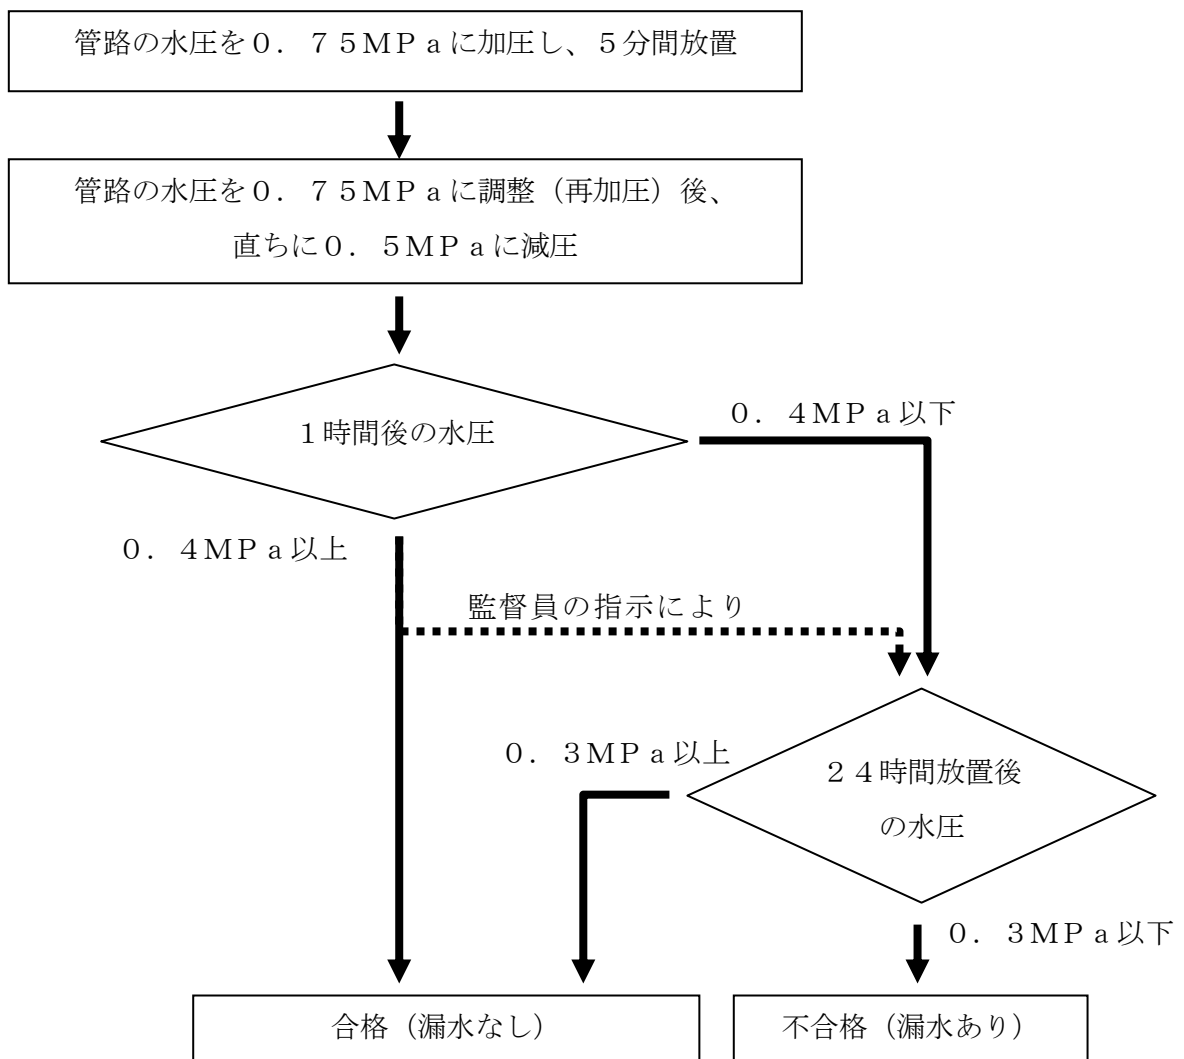 管路の水圧を０．７５ＭＰａに加圧し、５分間放置
管路の水圧を０．７５ＭＰａに調整（再加圧）後、
直ちに０．５ＭＰａに減圧
１時間後の水圧
０．４ＭＰａ以下
０．４ＭＰａ以上
監督員の指示により
０．３ＭＰａ以上
２４時間放置後
の水圧
０．３ＭＰａ以下
合格（漏水なし）
不合格（漏水あり）